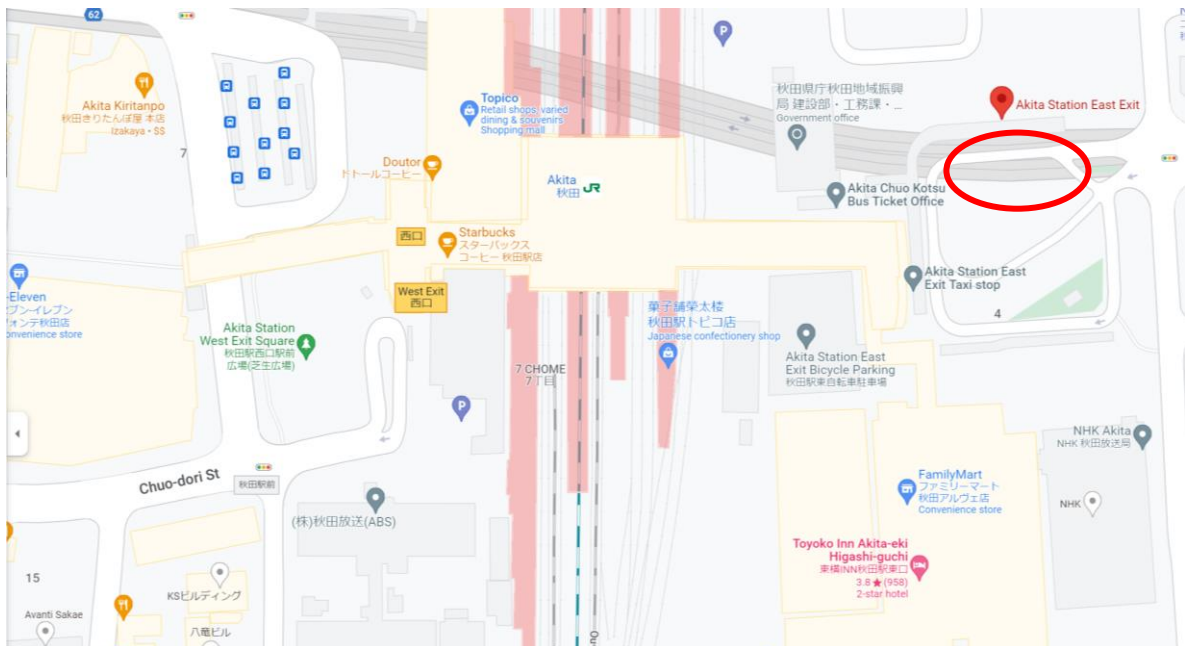 62
Akita Kiritanpo
秋田きりたんぽ屋 本店
Izakaya • $$
7
Topico
Retail shops, varied
dining & souvenirs
Shopping mall
P
秋田県庁秋田地域振興
局 建設部・工務課・...
Government office
Akita Station East Exit
Doutor
ドトールコーヒー
Akita
秋田
JR
Akita Chuo Kotsu
Bus Ticket Office
西口
Starbucks
スターバックス
コーヒー 秋田駅店
West Exit
西口
Akita Station East
Exit Taxi stop
4
-Eleven
ブン-イレブン
フォンテ秋田店
onvenience store
Akita Station
West Exit Square
秋田駅西口駅前
広場(芝生広場)
菓子舗榮太楼
秋田駅トピコ店
Japanese confectionery shop
Akita Station East
Exit Bicycle Parking
秋田駅東自転車駐車場
7 CHOME
7丁目
P
NHK Akita
NHK 秋田放送局
Chuo-dori St
秋田駅前
FamilyMart
ファミリーマート
秋田アルヴェ店
Convenience store
NHK
(株)秋田放送(ABS)
Toyoko Inn Akita-eki
Higashi-guchi
東横INN秋田駅東口
3.8★(958)
2-star hotel
15
KSビルディング
Avanti Sakae
八竜ビル
Ou